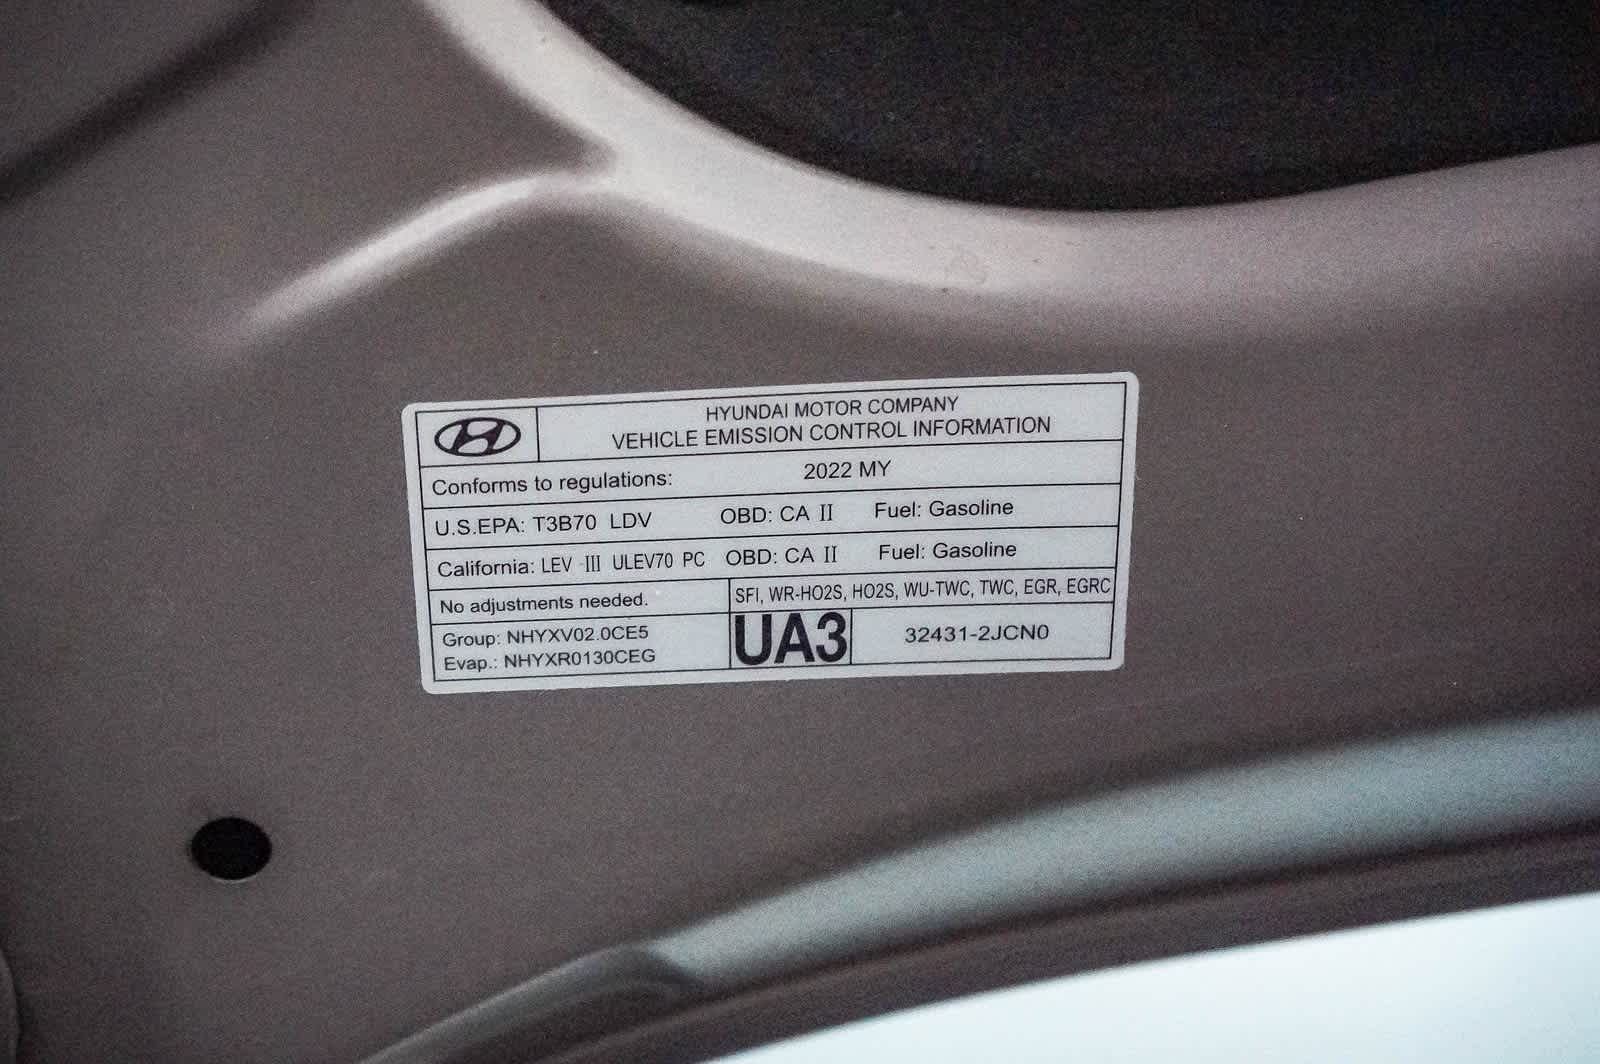 HYUNDAI MOTOR COMPANY
VEHICLE EMISSION CONTROL INFORMATION
Conforms to regulations: 2022 MY
U.S.EPA: T3B70 LDV OBD: CA II Fuel: Gasoline
California: LEV -III ULEV70 PC OBD: CA II Fuel: Gasoline
No adjustments needed. SFI, WR-HO2S, HO2S, WU-TWC, TWC, EGR, EGRC
Group: NHYXV02.0CE5
Evap.: NHYXR0130CEG
UA3
32431-2JCN0